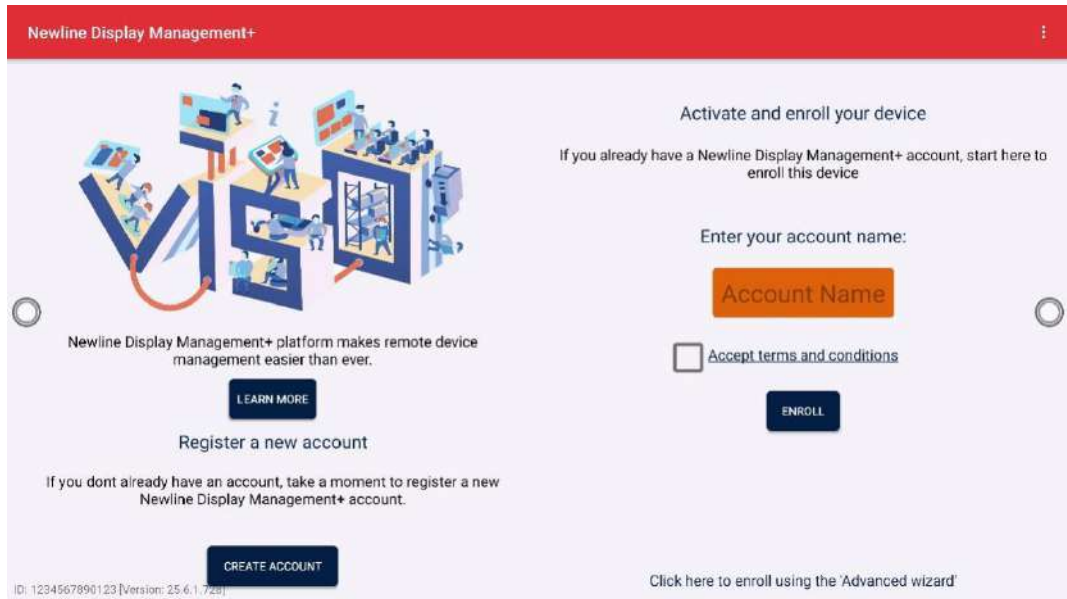 Newline Display Management+
VISO
i
Newline Display Management+ platform makes remote device
management easier than ever.
LEARN MORE
Register a new account
If you dont already have an account, take a moment to register a new
Newline Display Management+ account.
CREATE ACCOUNT
ID: 1234567890123 [Version: 25.6.1.728]
Activate and enroll your device
If you already have a Newline Display Management+ account, start here to
enroll this device
Enter your account name:
Account Name
Accept terms and conditions
ENROLL
Click here to enroll using the 'Advanced wizard'